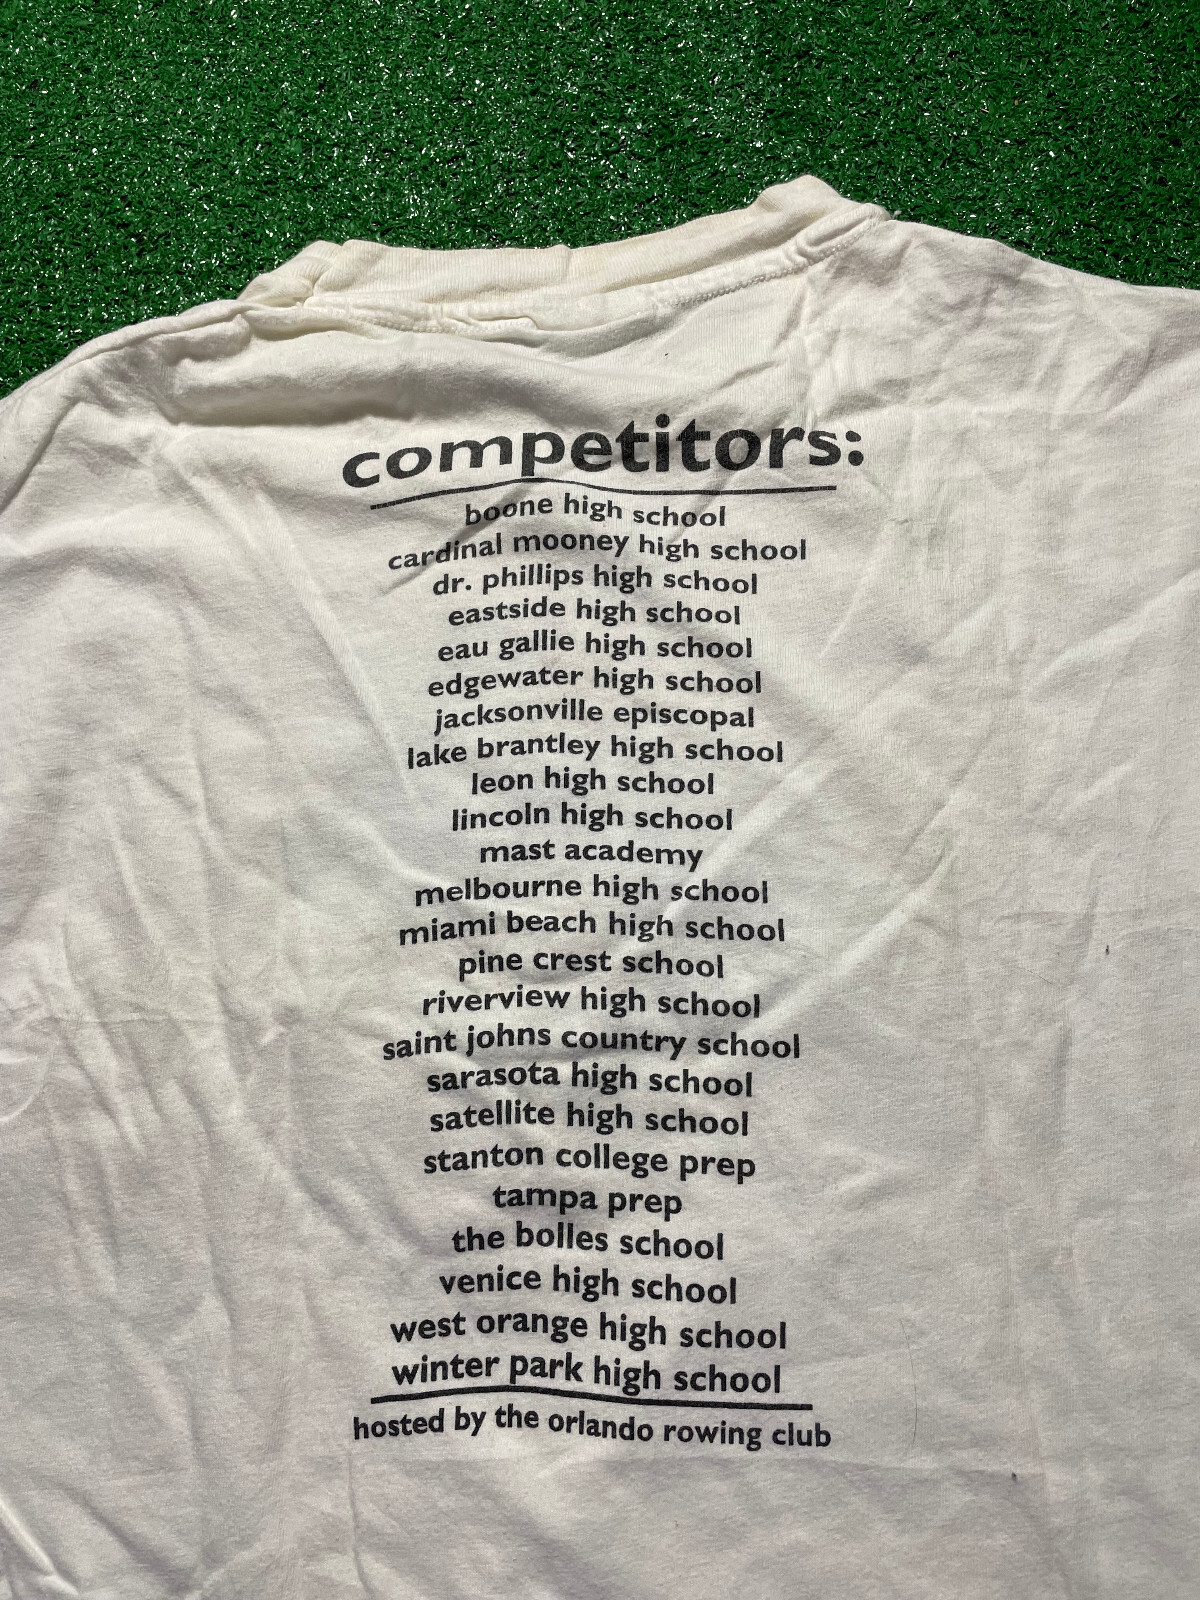 competitors:
boone high school
cardinal mooney high school
dr. phillips high school
eastside high school
eau gallie high school
edgewater high school
jacksonville episcopal
lake brantley high school
leon high school
lincoln high school
mast academy
melbourne high school
miami beach high school
pine crest school
riverview high school
saint johns country school
sarasota high school
satellite high school
stanton college prep
tampa prep
the bolles school
venice high school
west orange high school
winter park high school
hosted by the orlando rowing club